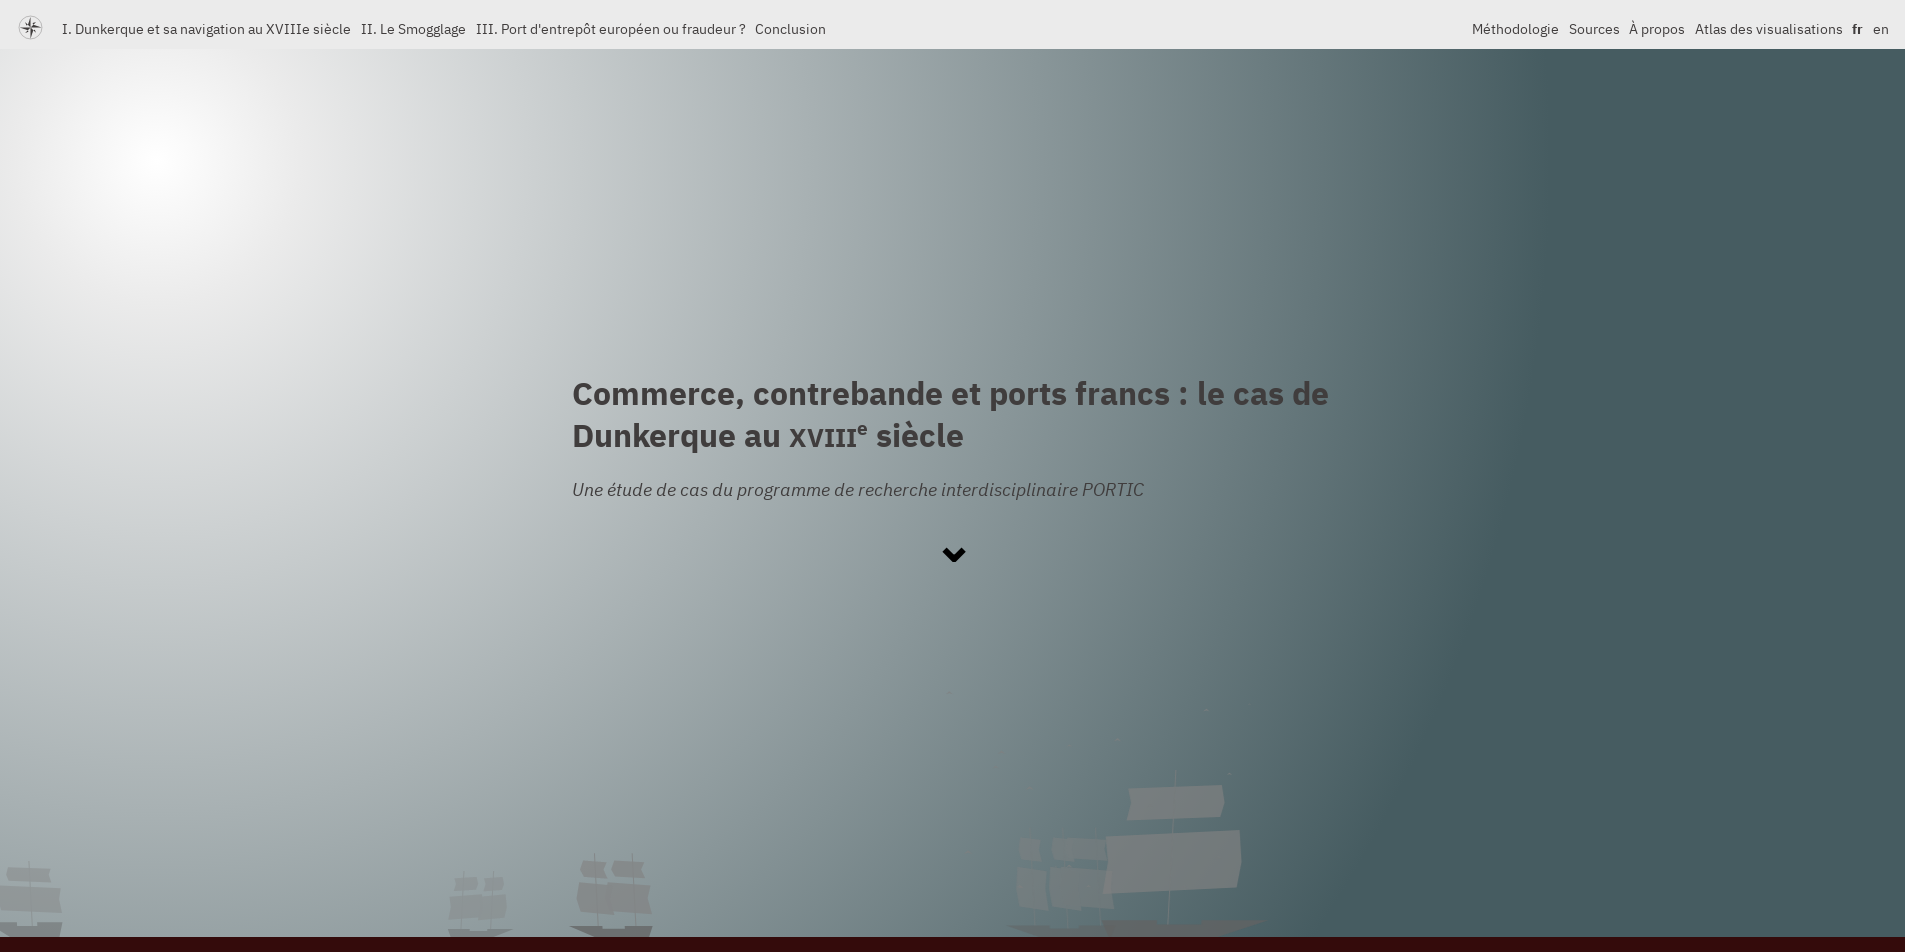 I. Dunkerque et sa navigation au XVIIIe siècle II. Le Smogglage III. Port d'entrepôt européen ou fraudeur ? Conclusion Méthodologie Sources À propos Atlas des visualisations fr en
Commerce, contrebande et ports francs : le cas de
Dunkerque au XVIIIe siècle
Une étude de cas du programme de recherche interdisciplinaire PORTIC